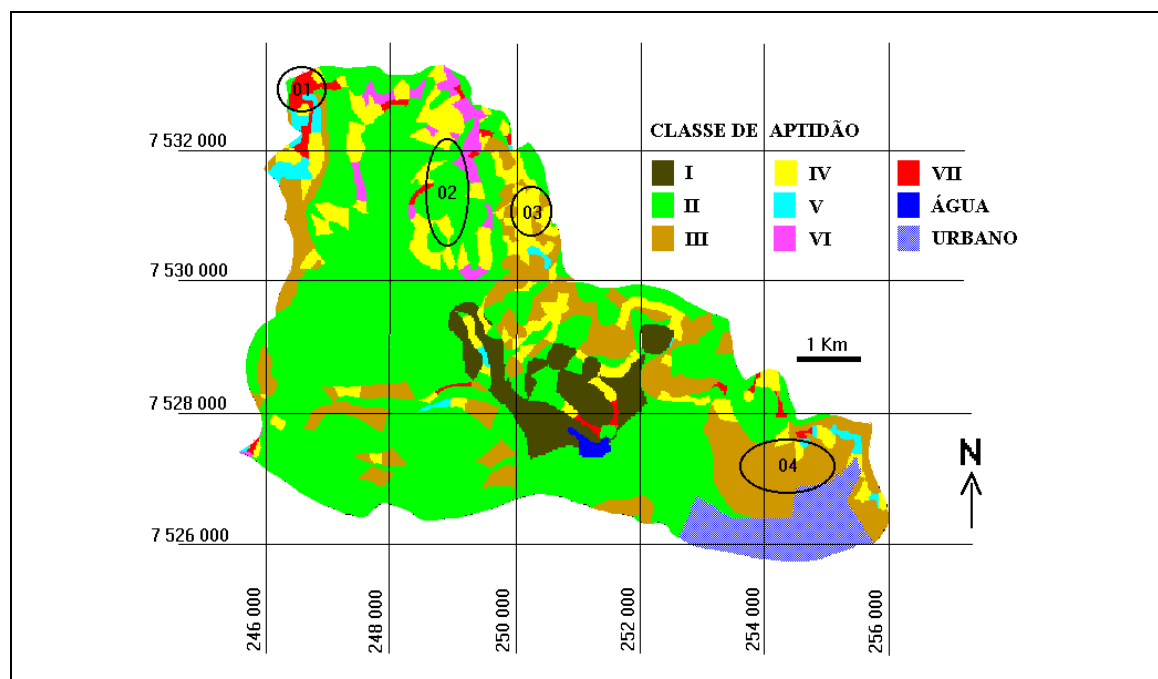 01
CLASSE DE APTIDÃO
7 532 000
I IV VII
02
II V ÁGUA
03
III VI URBANO
7 530 000
1 Km
7 528 000
N
04
7 526 000
246 000 248 000 250 000 252 000 254 000 256 000